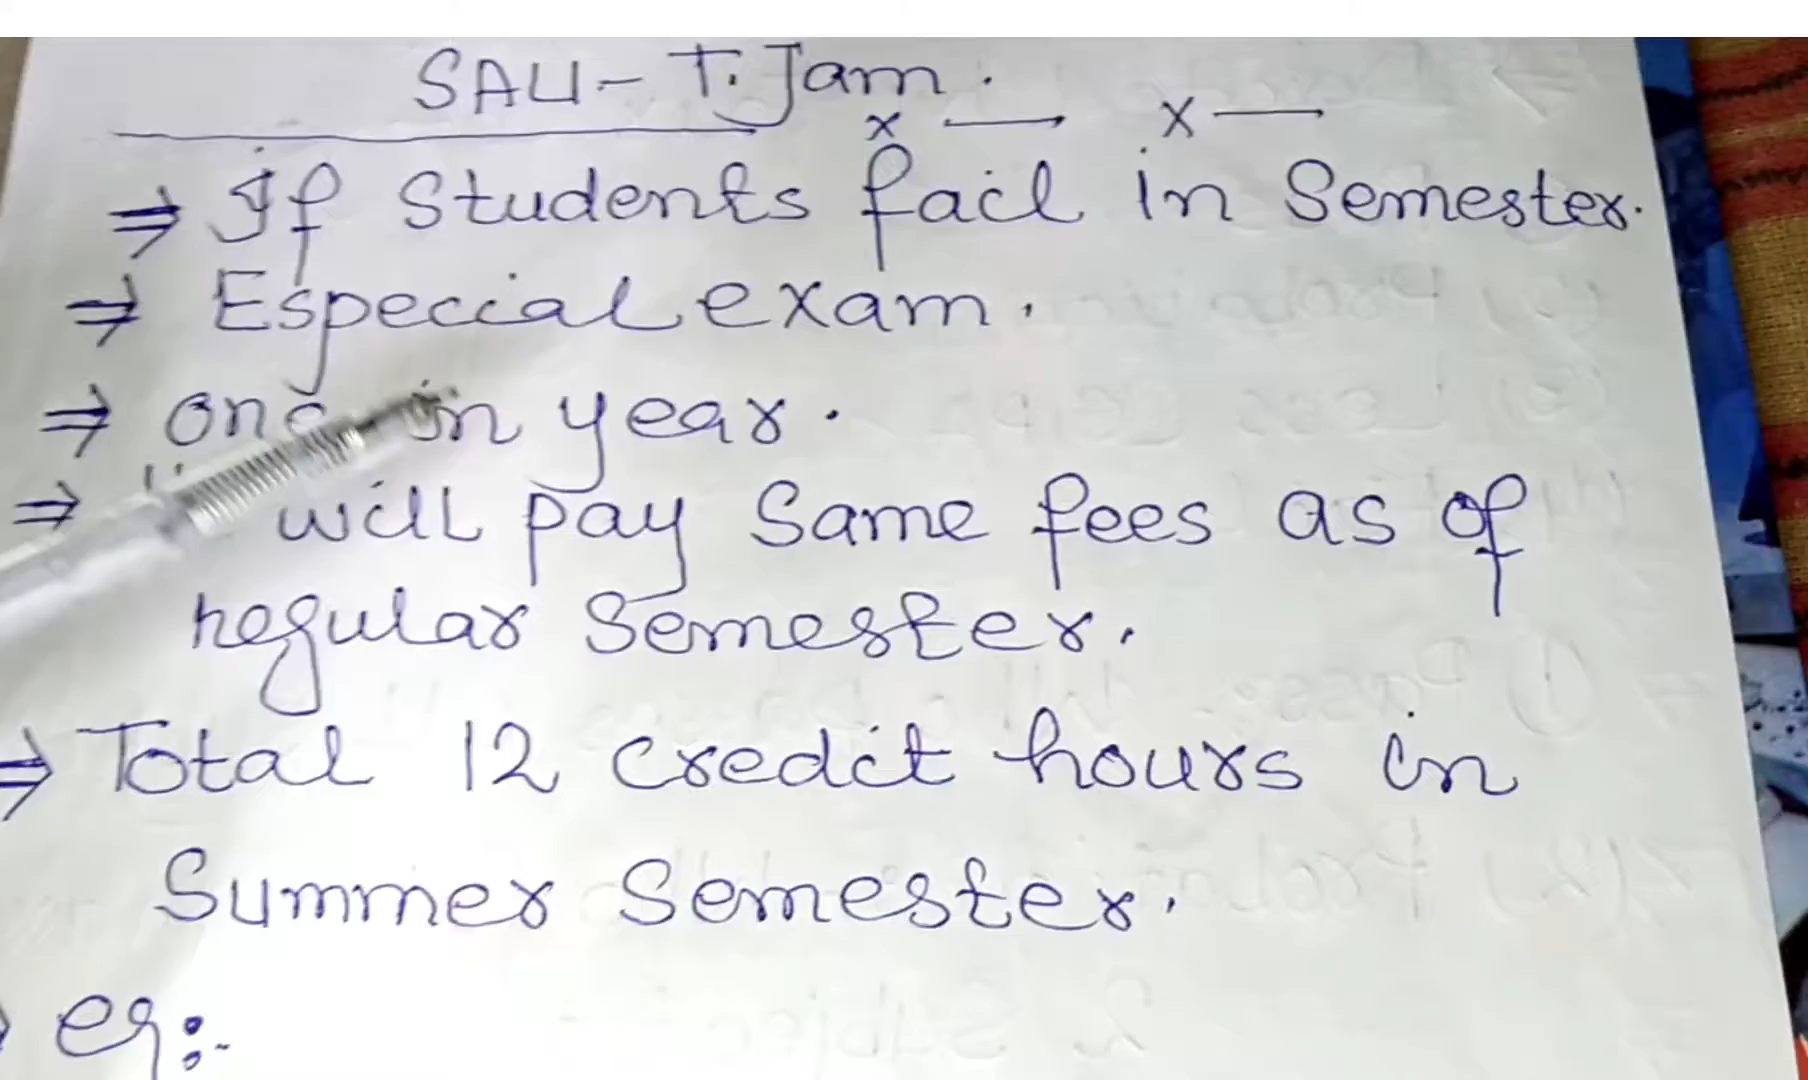 SAU - T. Jam.
x — x —
⇒ If Students fail in Semester.
⇒ Especial exam.
⇒ in year.
⇒ will pay Same fees as of
regular Semester.
⇒ Total 12 credit hours in
Summer Semester.
eg:-